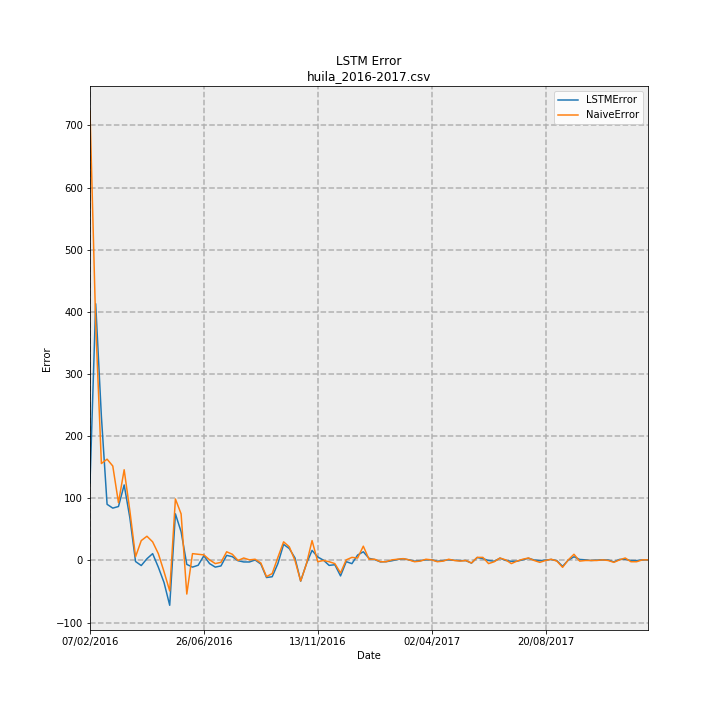 LSTM Error
huila_2016-2017.csv
LSTMError
NaiveError
700
600
500
400
300
200
100
0
−100
Error
07/02/2016 26/06/2016 13/11/2016 02/04/2017 20/08/2017
Date